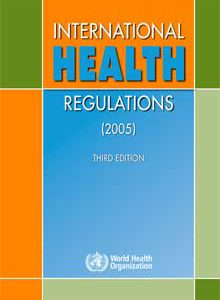 INTERNATIONAL
HEALTH
REGULATIONS
(2005)
THIRD EDITION
World Health
Organization